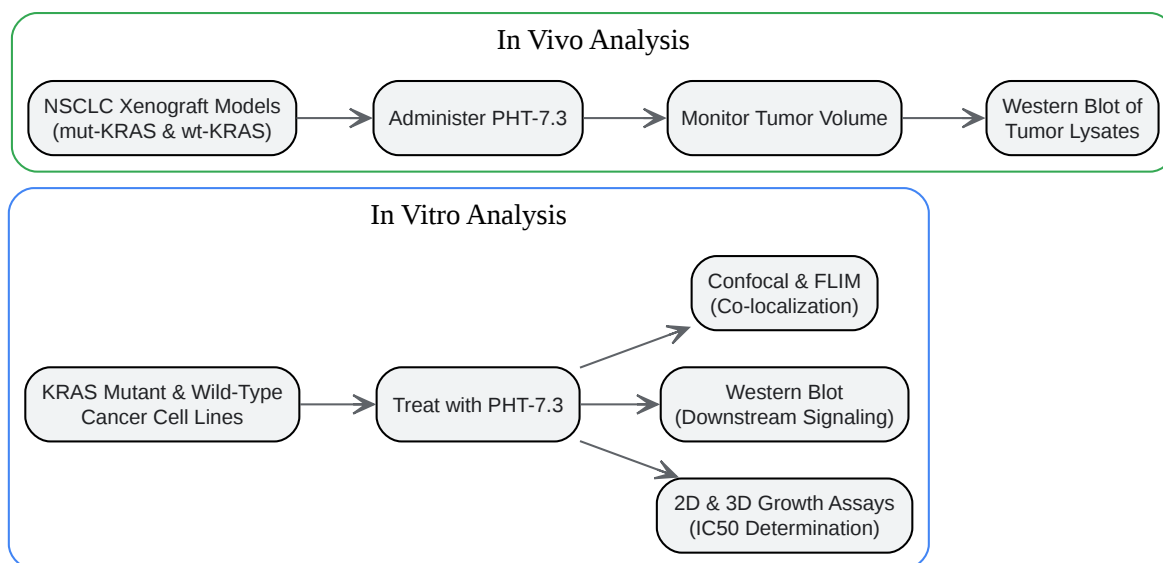 In Vivo Analysis
NSCLC Xenograft Models
(mut-KRAS & wt-KRAS)
Administer PHT-7.3
Monitor Tumor Volume
Western Blot of
Tumor Lysates
In Vitro Analysis
KRAS Mutant & Wild-Type
Cancer Cell Lines
Treat with PHT-7.3
Confocal & FLIM
(Co-localization)
Western Blot
(Downstream Signaling)
2D & 3D Growth Assays
(IC50 Determination)